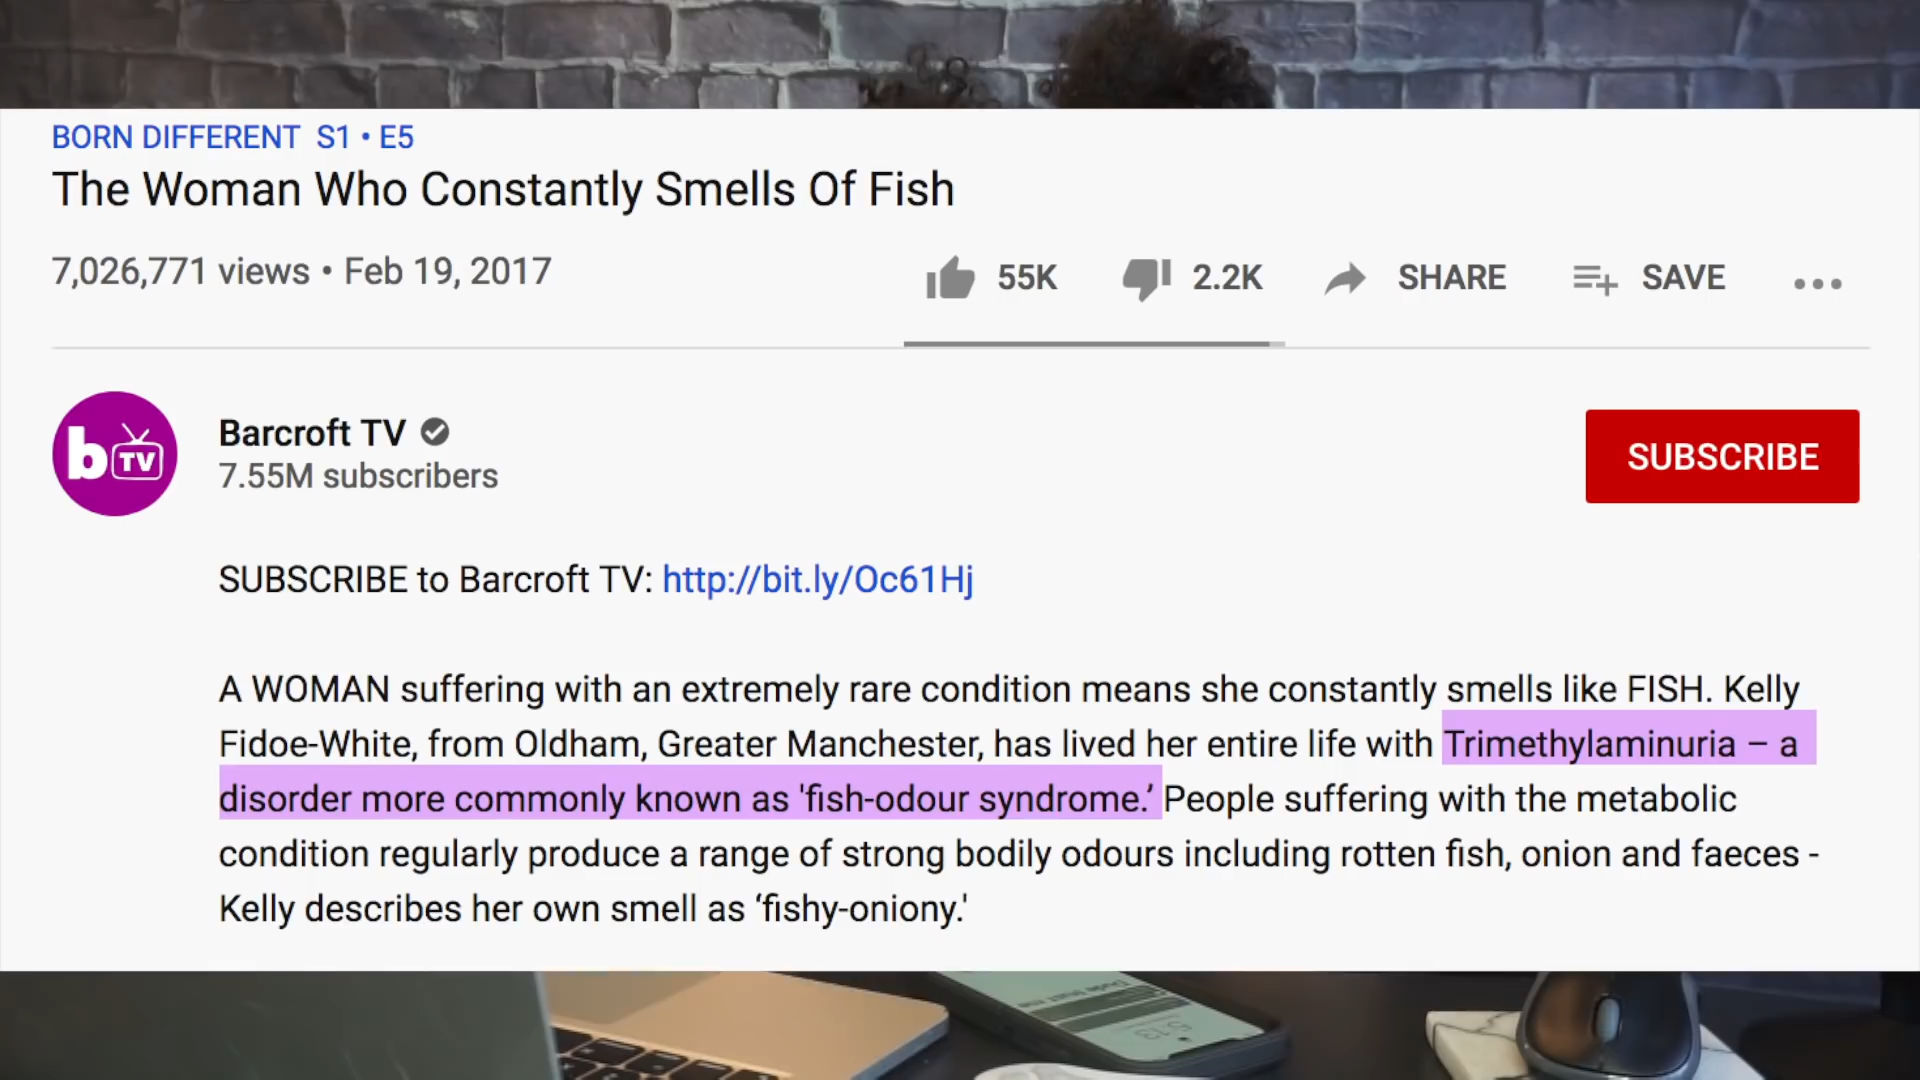 BORN DIFFERENT S1 • E5
The Woman Who Constantly Smells Of Fish
7,026,771 views • Feb 19, 2017
55K 2.2K SHARE SAVE
b TV
Barcroft TV
7.55M subscribers
SUBSCRIBE
SUBSCRIBE to Barcroft TV: http://bit.ly/Oc61Hj
A WOMAN suffering with an extremely rare condition means she constantly smells like FISH. Kelly
Fidoe-White, from Oldham, Greater Manchester, has lived her entire life with Trimethylaminuria – a
disorder more commonly known as 'fish-odour syndrome.’ People suffering with the metabolic
condition regularly produce a range of strong bodily odours including rotten fish, onion and faeces -
Kelly describes her own smell as ‘fishy-oniony.'
5:13